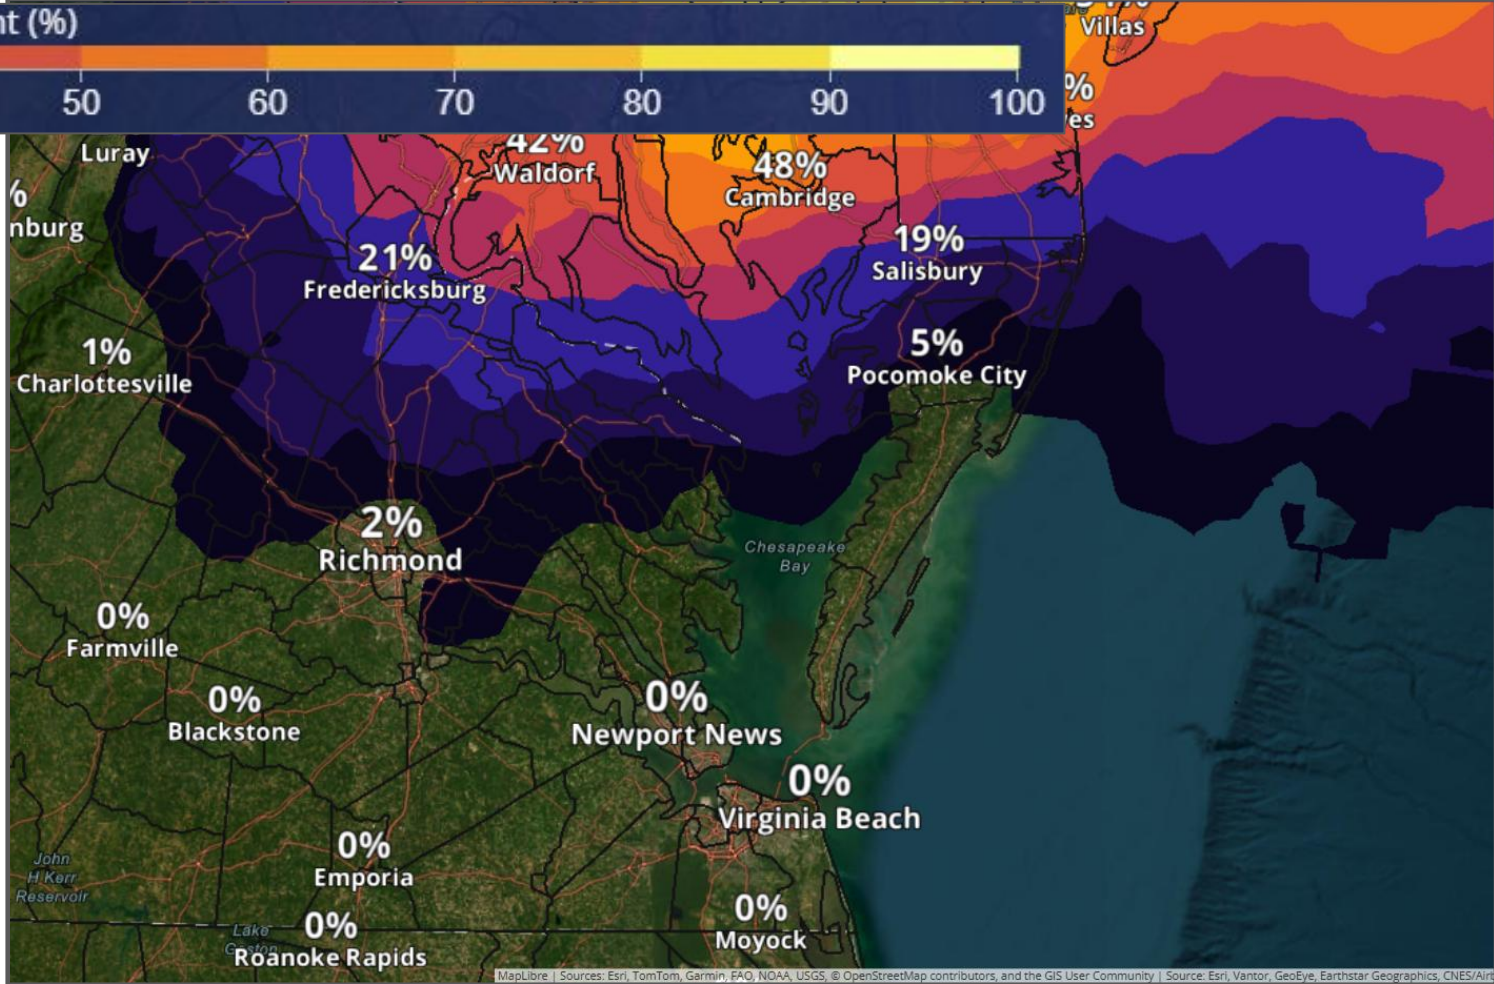 nt (%)
50 60 70 80 90 100
Villas
%
Luray
42%
Waldorf
48%
Cambridge
%
nburg
21%
Fredericksburg
19%
Salisbury
1%
Charlottesville
5%
Pocomoke City
2%
Richmond
Chesapeake
Bay
0%
Farmville
0%
Blackstone
0%
Newport News
0%
Virginia Beach
0%
Emporia
John
H Kerr
Reservoir
0%
Moyock
Lake
Gaston
0%
Roanoke Rapids
MapLibre | Sources: Esri, TomTom, Garmin, FAO, NOAA, USGS, © OpenStreetMap contributors, and the GIS User Community | Source: Esri, Vantor, GeoEye, Earthstar Geographics, CNES/Airb